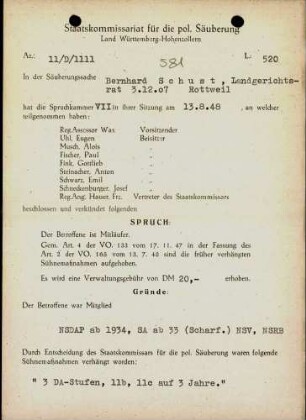 Staatskommissariat für die pol. Säuberung
Land Württemberg-Hohenzollern
Nr.: 11/D/1111 L: 520
581
In der Säuberungssache Bernhard Schust, Landgerichts-
rat 3.12.07 Rottweil
hat die Spruchkammer VII in ihrer Sitzung am 13.8.48, an welcher
teilgenommen haben:
Reg.Assessor Wax Vorsitzender
Uhl, Eugen Beisitzer
Musch, Alois "
Fischer, Paul "
Fink, Gottlieb "
Steinacher, Anton "
Schwarz, Emil "
Schneckenburger, Josef "
Reg.Ang. Hauser, Frz. Vertreter des Staatskommissars
beschlossen und verkündet folgenden
SPRUCH:
Der Betroffene ist Mitläufer.
Gem. Art. 4 der VO. 133 vom 17. 11. 47 in der Fassung des
Art. 2 der VO. 165 vom 13. 7. 48 sind die früher verhängten
Sühnemaßnahmen aufgehoben.
Es wird eine Verwaltungsgebühr von DM 20,- erhoben.
Gründe:
Der Betroffene war Mitglied
NSDAP ab 1934, SA ab 33 (Scharf.) NSV, NSRB
Durch Entscheidung des Staatskommissars für die pol. Säuberung waren folgende
Sühnemaßnahmen verhängt worden:
" 3 DA-Stufen, 11b, 11c auf 3 Jahre."